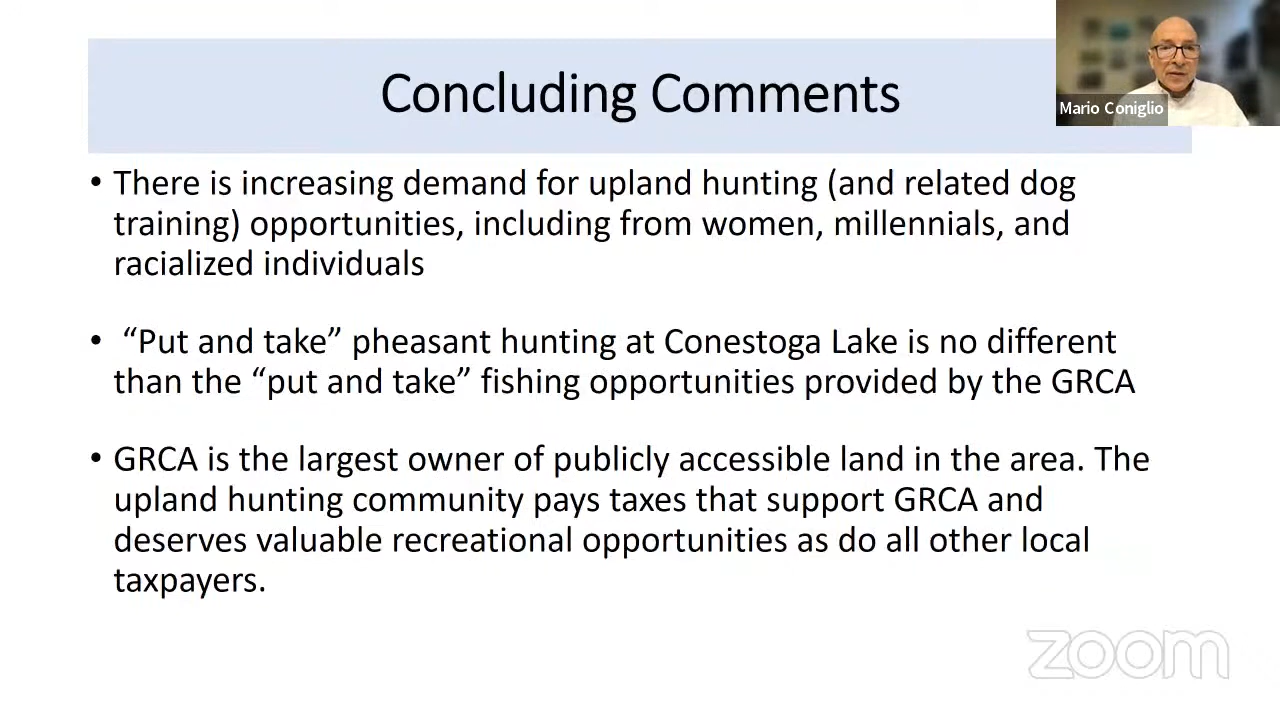 Concluding Comments
Mario Coniglio
• There is increasing demand for upland hunting (and related dog
training) opportunities, including from women, millennials, and
racialized individuals
• “Put and take” pheasant hunting at Conestoga Lake is no different
than the “put and take” fishing opportunities provided by the GRCA
• GRCA is the largest owner of publicly accessible land in the area. The
upland hunting community pays taxes that support GRCA and
deserves valuable recreational opportunities as do all other local
taxpayers.
zoom